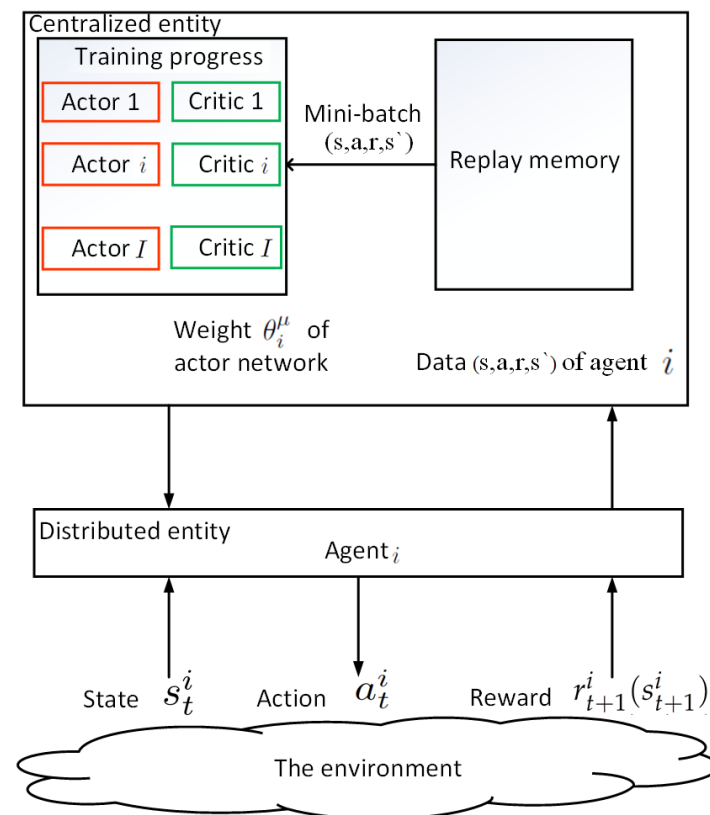 Centralized entity
Training progress
Actor 1
Critic 1
Actor i
Critic i
Actor I
Critic I
Mini-batch
(s,a,r,s`)
Replay memory
Weight θ_i^μ of
actor network
Data (s,a,r,s`) of agent i
Distributed entity
Agent i
State s_t^i
Action a_t^i
Reward r_{t+1}^i(s_{t+1}^i)
The environment